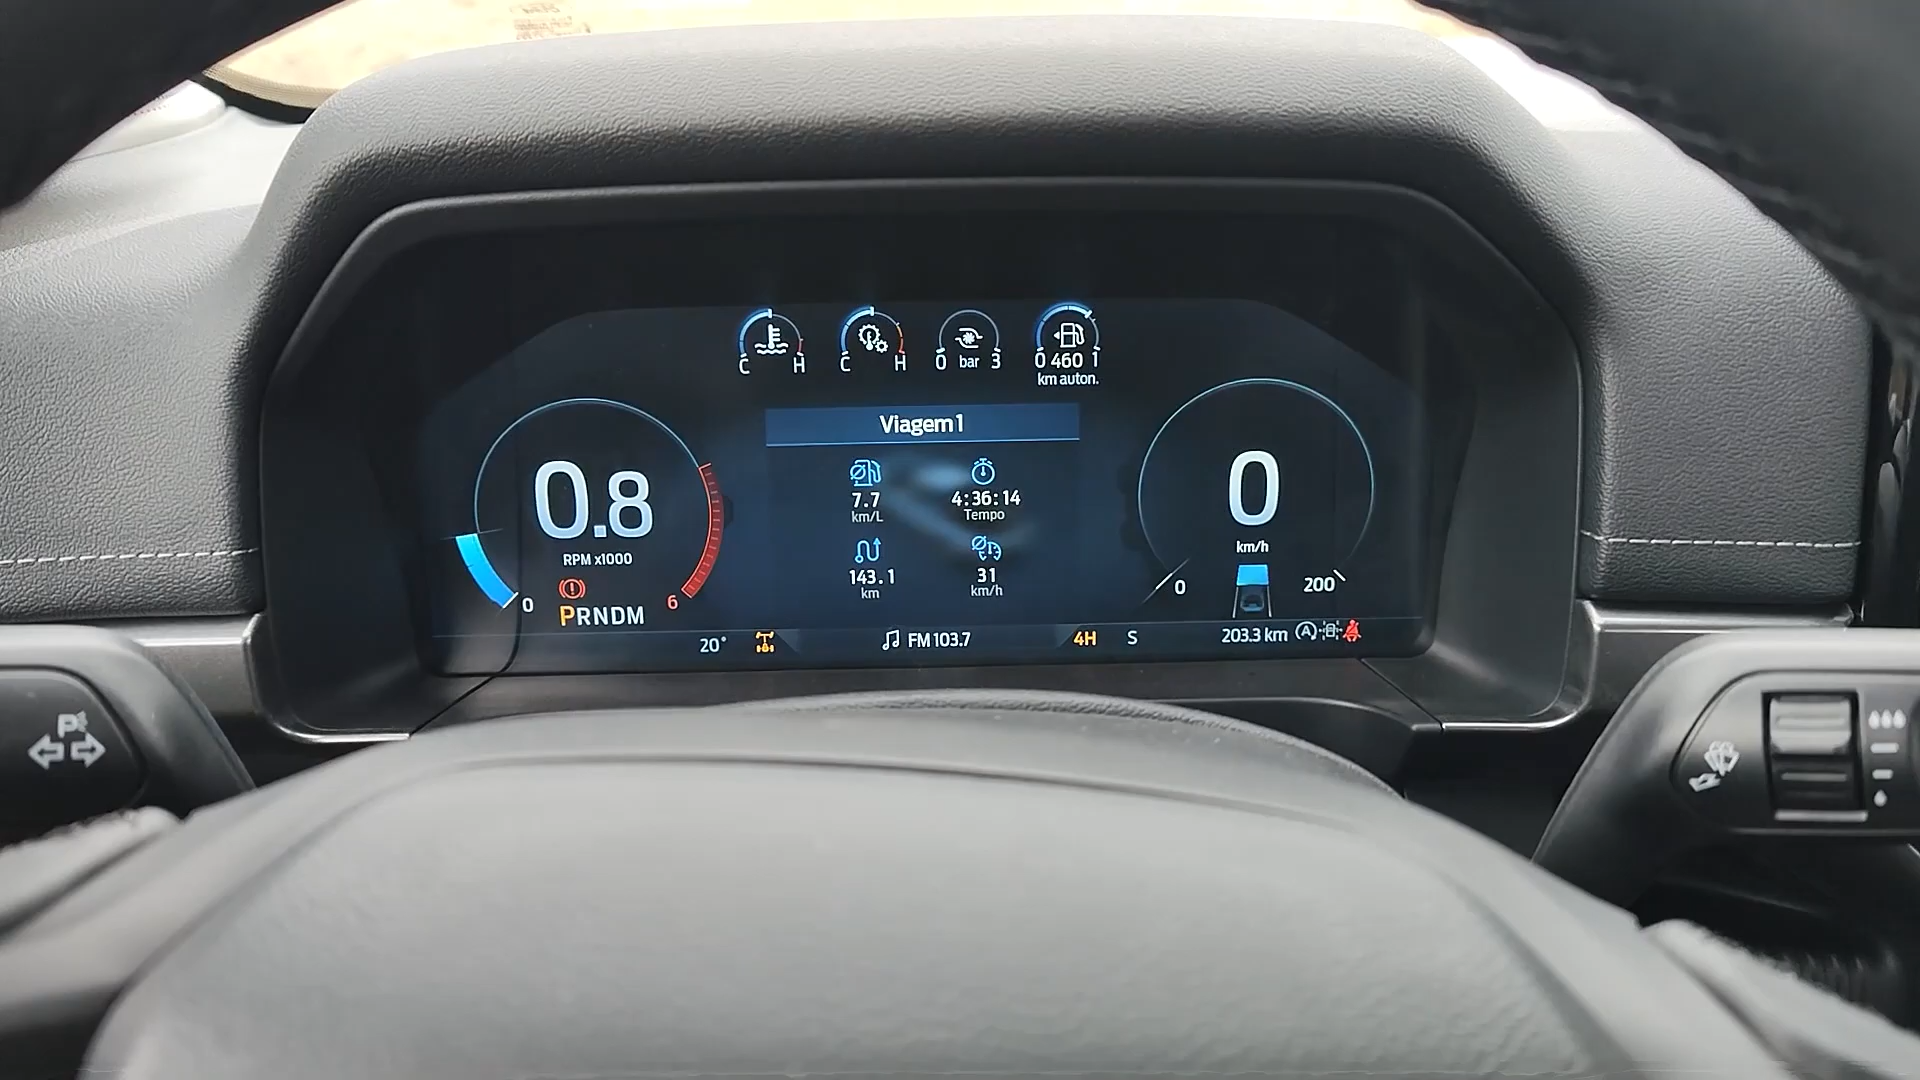 C H
C H
0 bar 3
0 460 1
km auton.
Viagem 1
7.7
km/L
4:36:14
Tempo
143.1
km
31
km/h
0.8
RPM x1000
0
6
PRNDM
0
km/h
0
200
20°
FM 103.7
4H
S
203.3 km
A
P